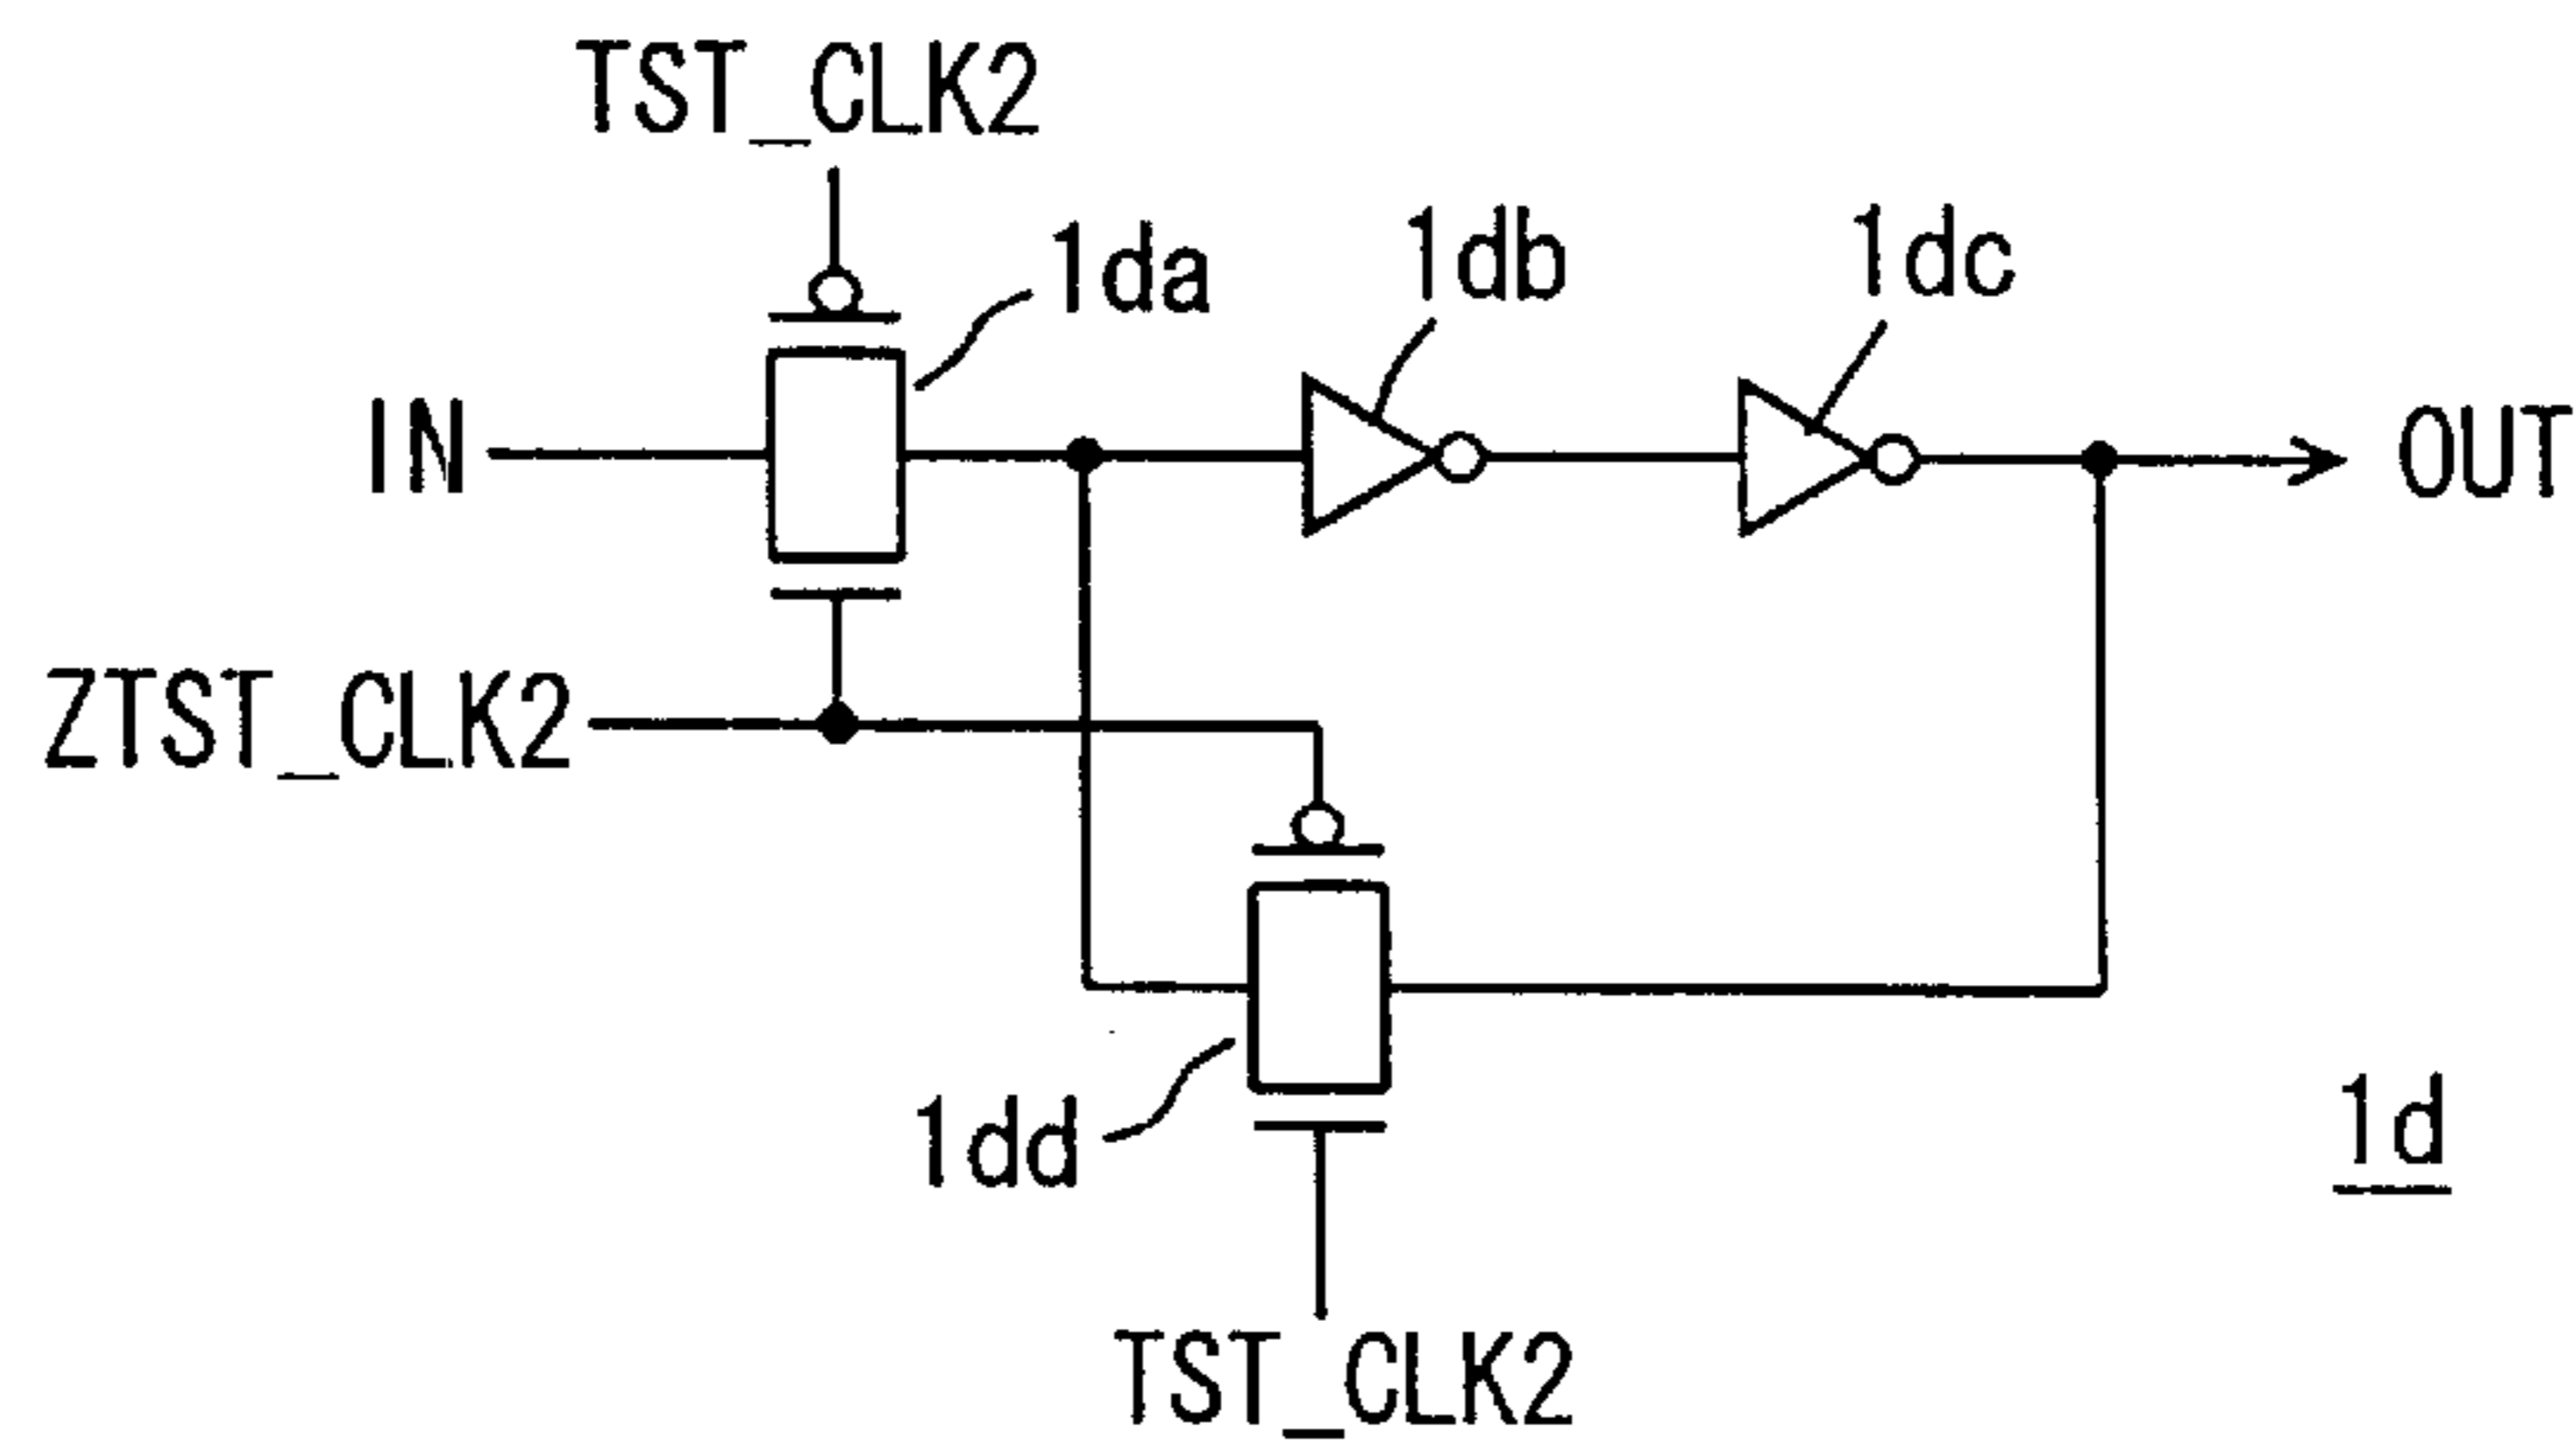 TST_CLK2
1da
1db
1dc
IN
OUT
ZTST_CLK2
1dd
1d
TST_CLK2